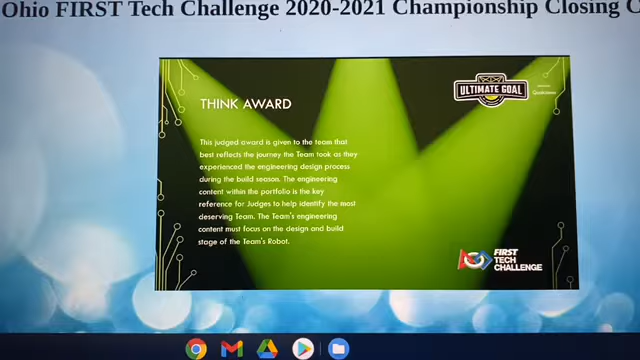 Ohio FIRST Tech Challenge 2020-2021 Championship Closing C
THINK AWARD
ULTIMATE GOAL
Qualcomm
This judged award is given to the team that
best reflects the journey the Team took as they
experienced the engineering design process
during the build season. The engineering
content within the portfolio is the key
reference for Judges to help identify the most
deserving Team. The Team's engineering
content must focus on the design and build
stage of the Team's Robot.
FIRST
TECH
CHALLENGE